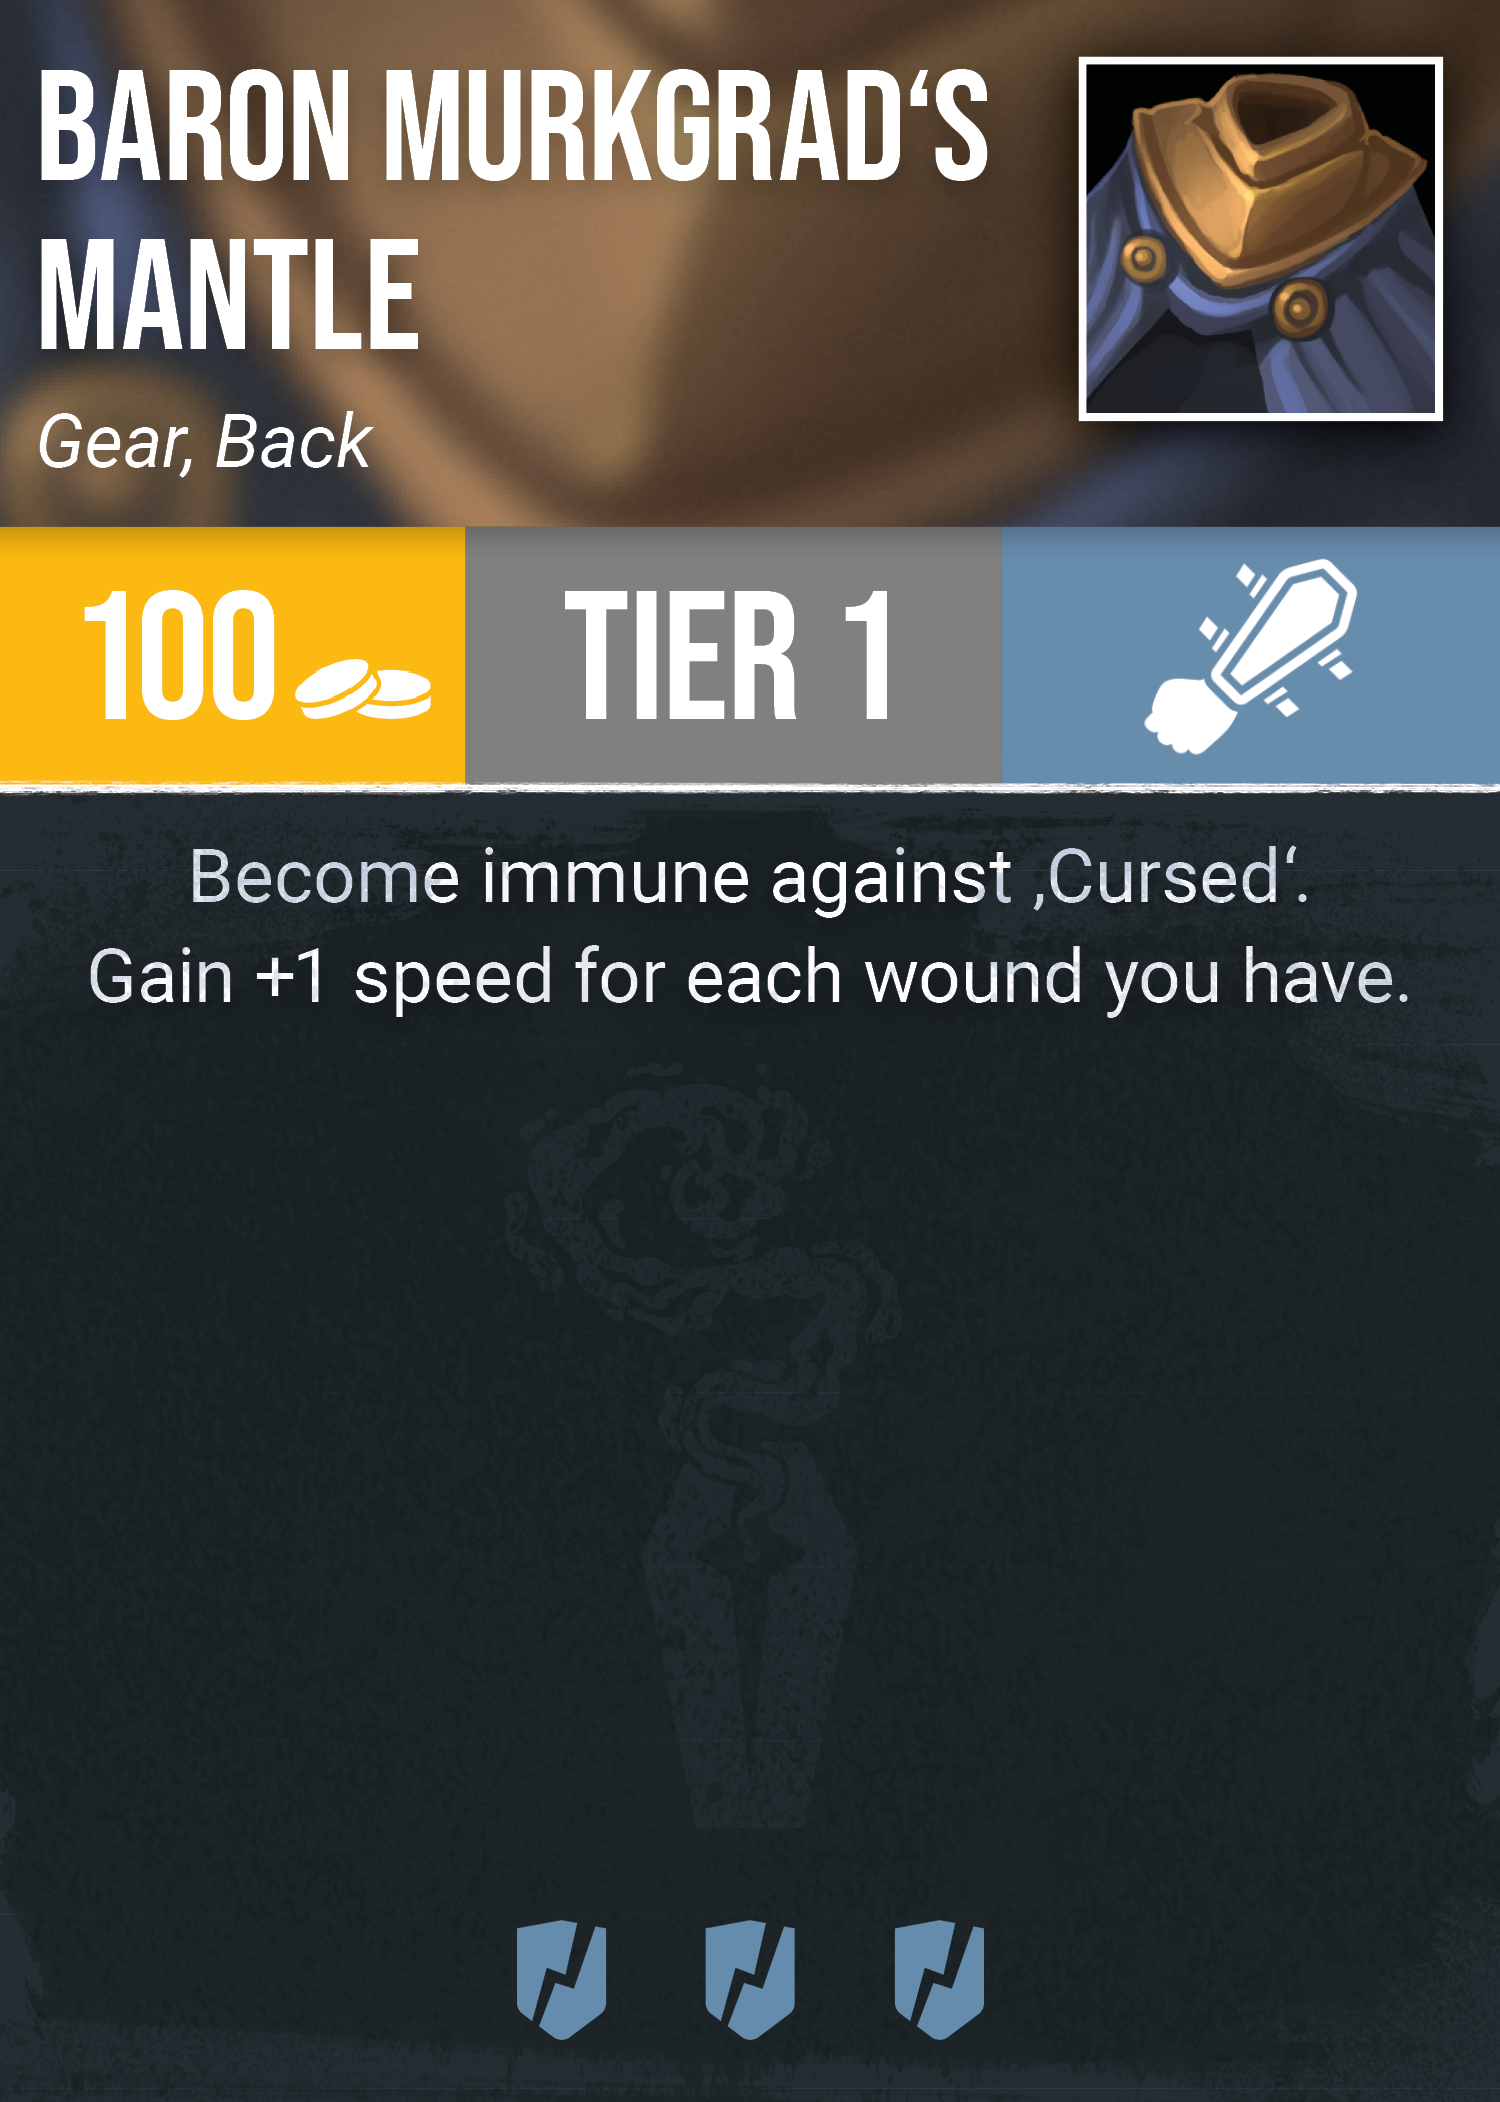 BARON MURKGRAD‘S
MANTLE
Gear, Back
100
TIER 1
Become immune against ‚Cursed‘.
Gain +1 speed for each wound you have.